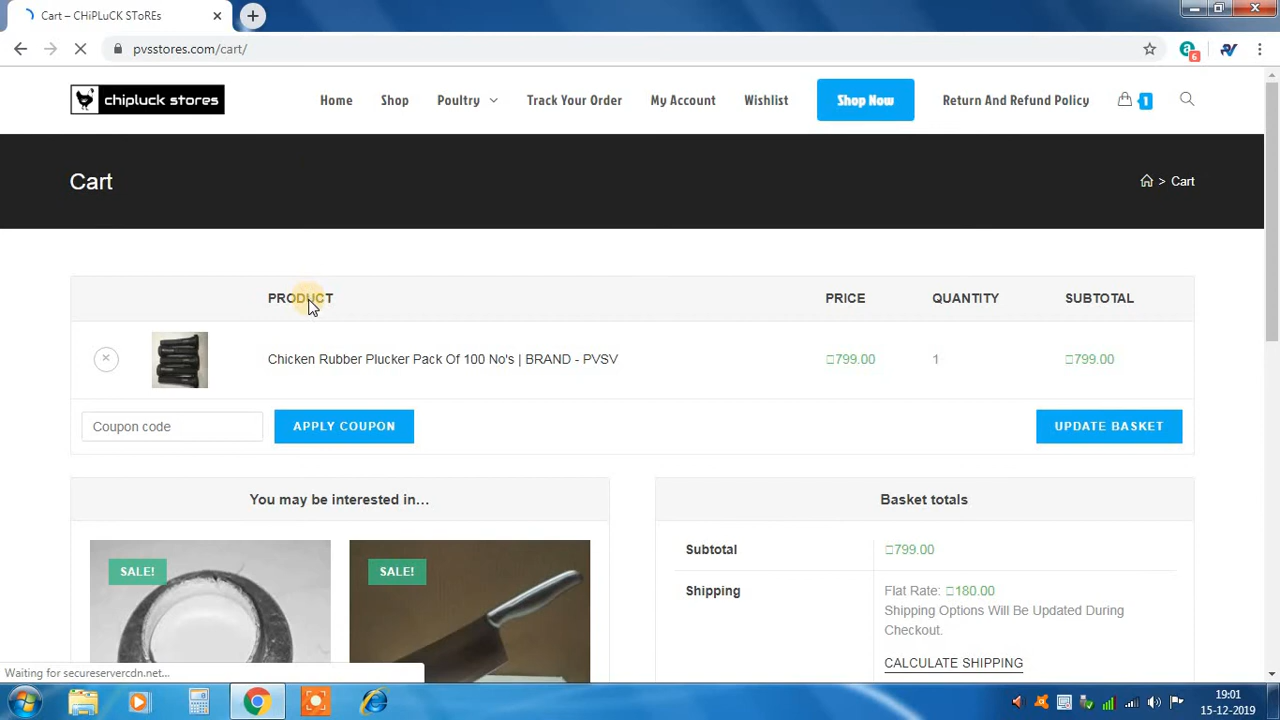 Cart – CHiPLuCK SToREs
pvsstores.com/cart/
6
chipluck stores
Home Shop Poultry Track Your Order My Account Wishlist Shop Now Return And Refund Policy 1
Cart
> Cart
PRODUCT PRICE QUANTITY SUBTOTAL
Chicken Rubber Plucker Pack Of 100 No's | BRAND - PVSV 799.00 1 799.00
Coupon code APPLY COUPON UPDATE BASKET
You may be interested in…
SALE!
SALE!
Basket totals
Subtotal 799.00
Shipping Flat Rate: 180.00
Shipping Options Will Be Updated During
Checkout.
CALCULATE SHIPPING
Waiting for secureservercdn.net...
19:01
15-12-2019